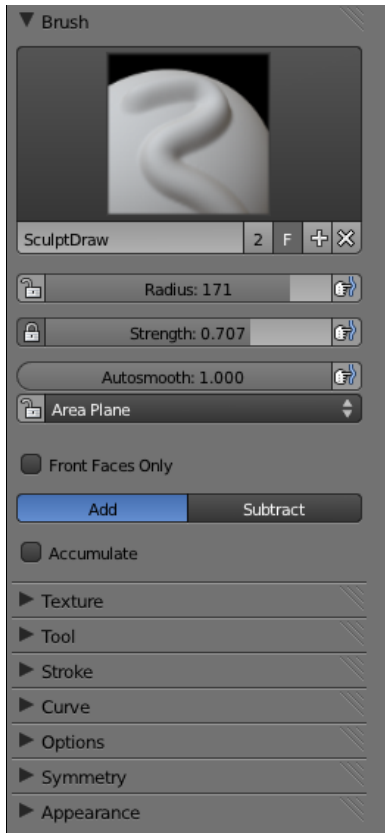 Brush
SculptDraw 2 F
Radius: 171
Strength: 0.707
Autosmooth: 1.000
Area Plane
Front Faces Only
Add Subtract
Accumulate
Texture
Tool
Stroke
Curve
Options
Symmetry
Appearance